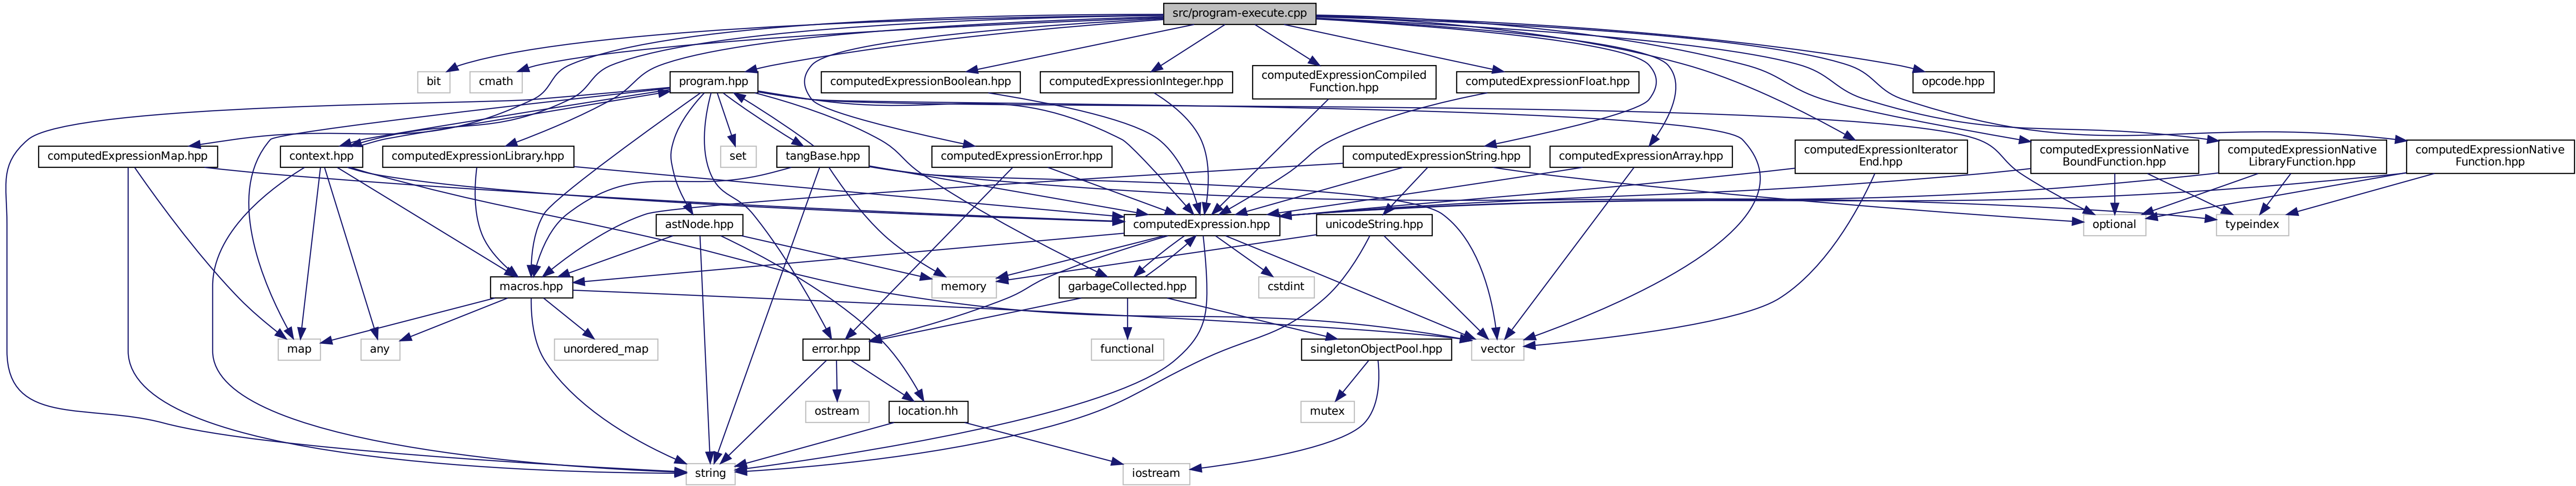 src/program-execute.cpp
bit
cmath
program.hpp
computedExpressionBoolean.hpp
computedExpressionInteger.hpp
computedExpressionCompiled
Function.hpp
computedExpressionFloat.hpp
opcode.hpp
computedExpressionMap.hpp
context.hpp
computedExpressionLibrary.hpp
set
tangBase.hpp
computedExpressionError.hpp
computedExpressionString.hpp
computedExpressionArray.hpp
computedExpressionIterator
End.hpp
computedExpressionNative
BoundFunction.hpp
computedExpressionNative
LibraryFunction.hpp
computedExpressionNative
Function.hpp
astNode.hpp
computedExpression.hpp
unicodeString.hpp
optional
typeindex
macros.hpp
memory
garbageCollected.hpp
cstdint
map
any
unordered_map
error.hpp
functional
singletonObjectPool.hpp
vector
ostream
location.hh
mutex
string
iostream